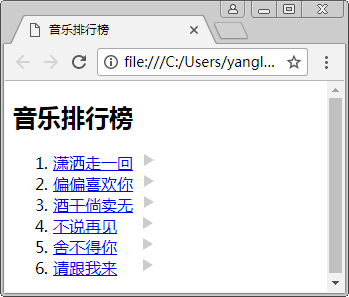 音乐排行榜
file:///C:/Users/yangl...
音乐排行榜
1. 潇洒走一回
2. 偏偏喜欢你
3. 酒干倘卖无
4. 不说再见
5. 舍不得你
6. 请跟我来